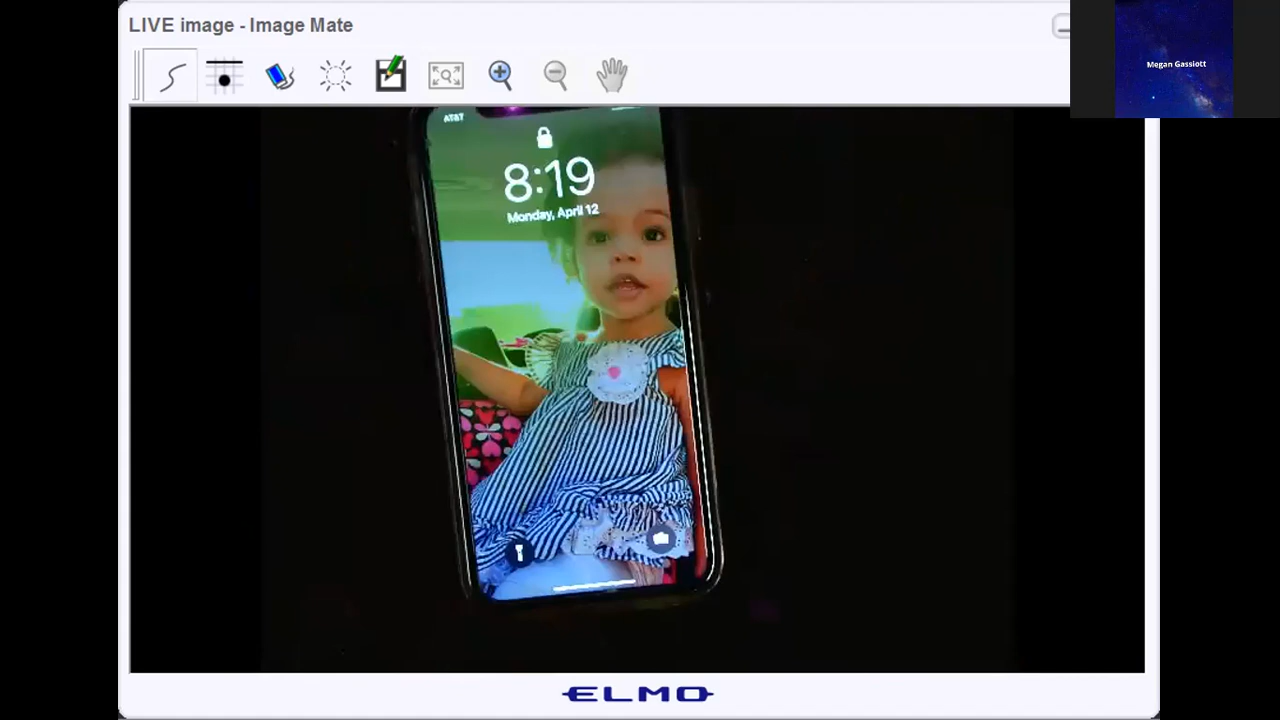 LIVE image - Image Mate
Megan Gassiott
AT&T
8:19
Monday, April 12
ELMO